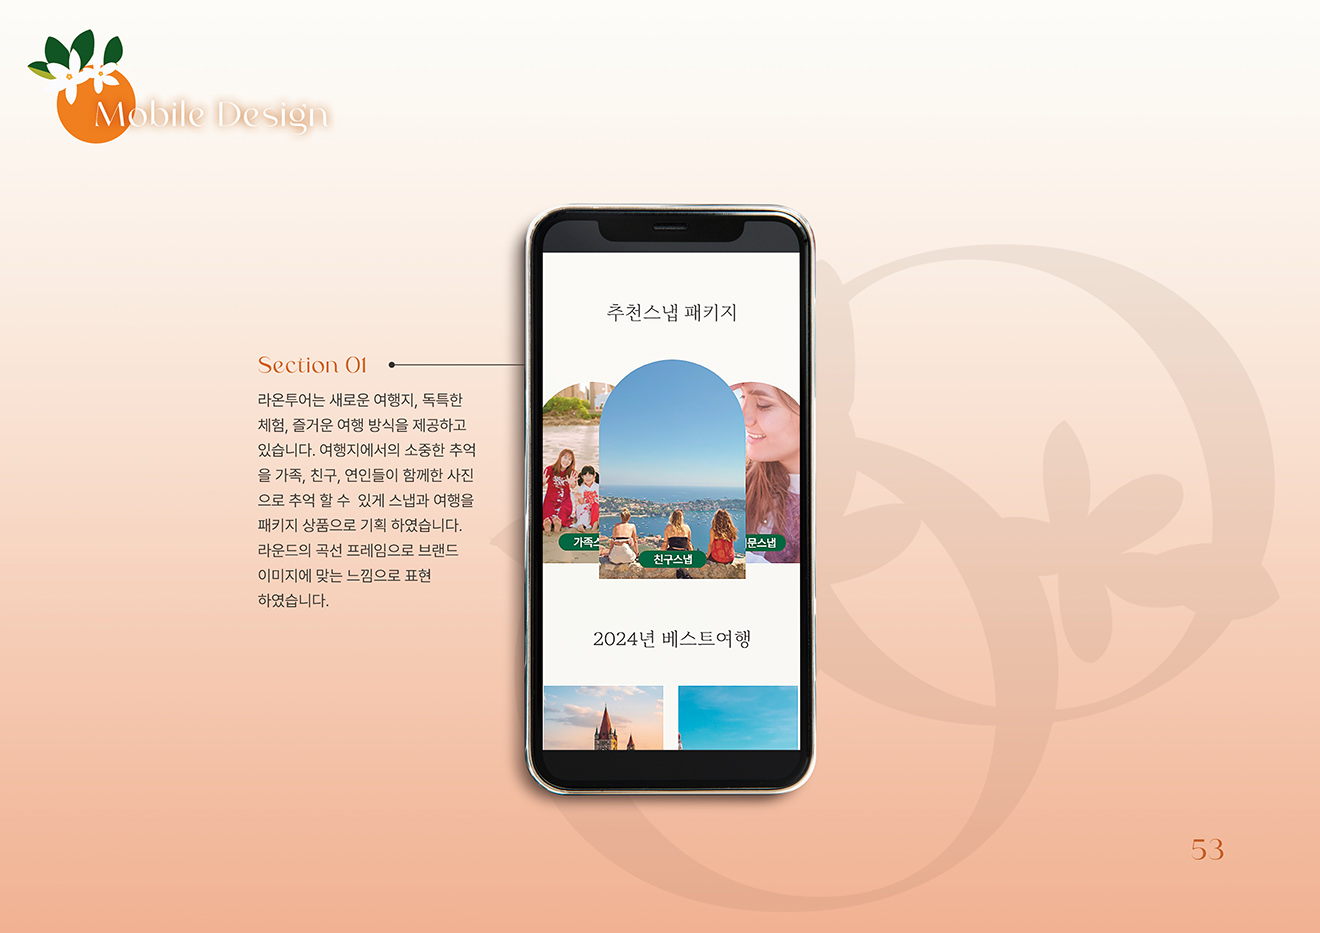 Mobile Design
Section 01
라온투어는 새로운 여행지, 독특한
체험, 즐거운 여행 방식을 제공하고
있습니다. 여행지에서의 소중한 추억
을 가족, 친구, 연인들이 함께한 사진
으로 추억 할 수 있게 스냅과 여행을
패키지 상품으로 기획 하였습니다.
라운드의 곡선 프레임으로 브랜드
이미지에 맞는 느낌으로 표현
하였습니다.
추천스냅 패키지
가족스
친구스냅
문스냅
2024년 베스트여행
53